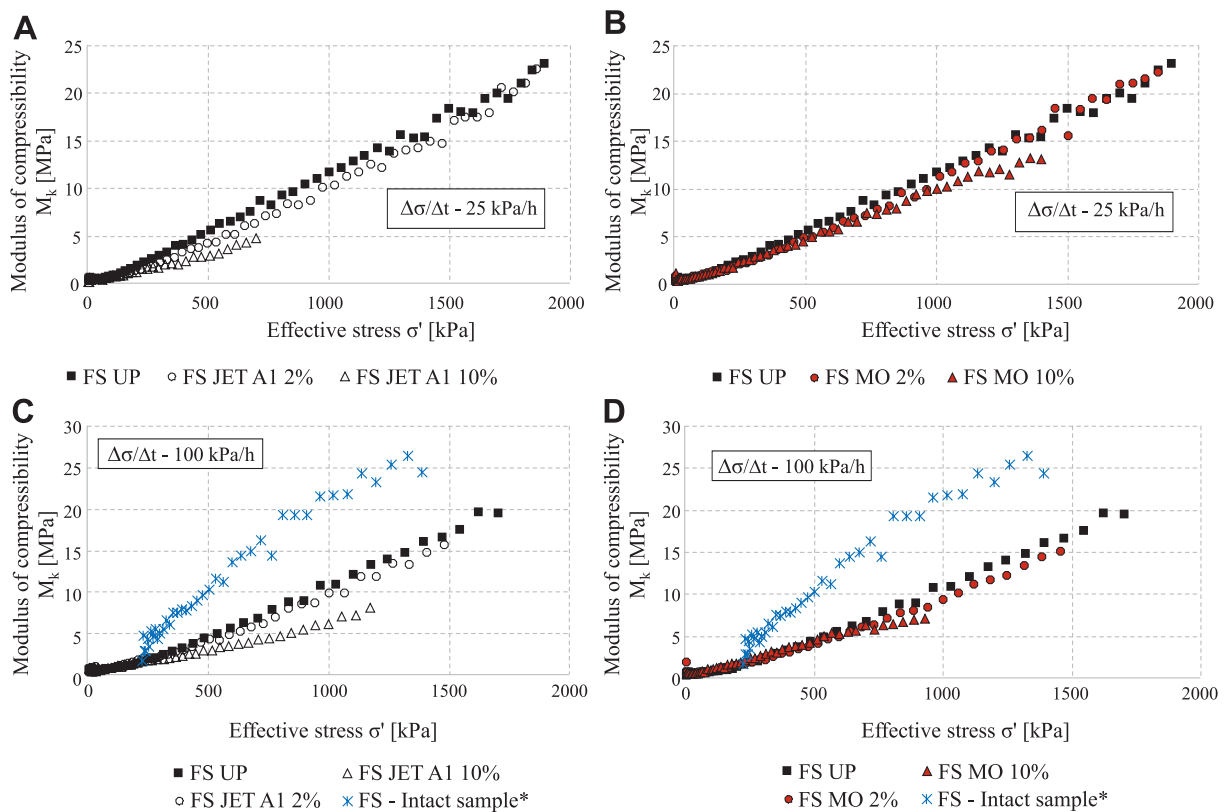 A
Modulus of compressibility
M_k [MPa]
25
20
15
10
5
0
Δσ/Δt - 25 kPa/h
0
500
1000
1500
2000
Effective stress σ' [kPa]
FS UP
FS JET A1 2%
FS JET A1 10%
B
Modulus of compressibility
M_k [MPa]
25
20
15
10
5
0
Δσ/Δt - 25 kPa/h
0
500
1000
1500
2000
Effective stress σ' [kPa]
FS UP
FS MO 2%
FS MO 10%
C
Modulus of compressibility
M_k [MPa]
30
25
20
15
10
5
0
Δσ/Δt - 100 kPa/h
0
500
1000
1500
2000
Effective stress σ' [kPa]
FS UP
FS JET A1 10%
FS JET A1 2%
FS - Intact sample*
D
Modulus of compressibility
M_k [MPa]
30
25
20
15
10
5
0
Δσ/Δt - 100 kPa/h
0
500
1000
1500
2000
Effective stress σ' [kPa]
FS UP
FS MO 10%
FS MO 2%
FS - Intact sample*